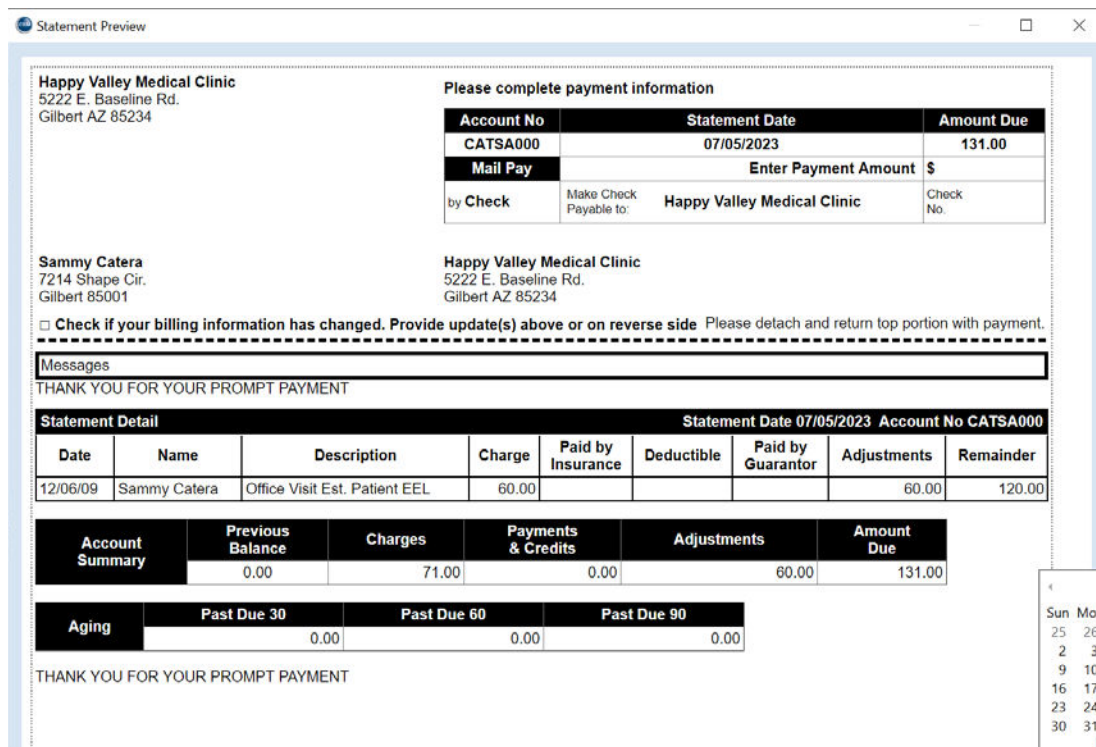 Statement Preview
Happy Valley Medical Clinic
5222 E. Baseline Rd.
Gilbert AZ 85234
Please complete payment information
Account No Statement Date Amount Due
CATSA000 07/05/2023 131.00
Mail Pay Enter Payment Amount $
by Check Make Check Payable to: Happy Valley Medical Clinic Check No.
Sammy Catera
7214 Shape Cir.
Gilbert 85001
Happy Valley Medical Clinic
5222 E. Baseline Rd.
Gilbert AZ 85234
□ Check if your billing information has changed. Provide update(s) above or on reverse side Please detach and return top portion with payment.
Messages
THANK YOU FOR YOUR PROMPT PAYMENT
Statement Detail Statement Date 07/05/2023 Account No CATSA000
Date Name Description Charge Paid by Insurance Deductible Paid by Guarantor Adjustments Remainder
12/06/09 Sammy Catera Office Visit Est. Patient EEL 60.00 60.00 120.00
Account Summary Previous Balance Charges Payments & Credits Adjustments Amount Due
0.00 71.00 0.00 60.00 131.00
Aging Past Due 30 Past Due 60 Past Due 90
0.00 0.00 0.00
THANK YOU FOR YOUR PROMPT PAYMENT
Sun Mo
25 26
2 3
9 10
16 17
23 24
30 31